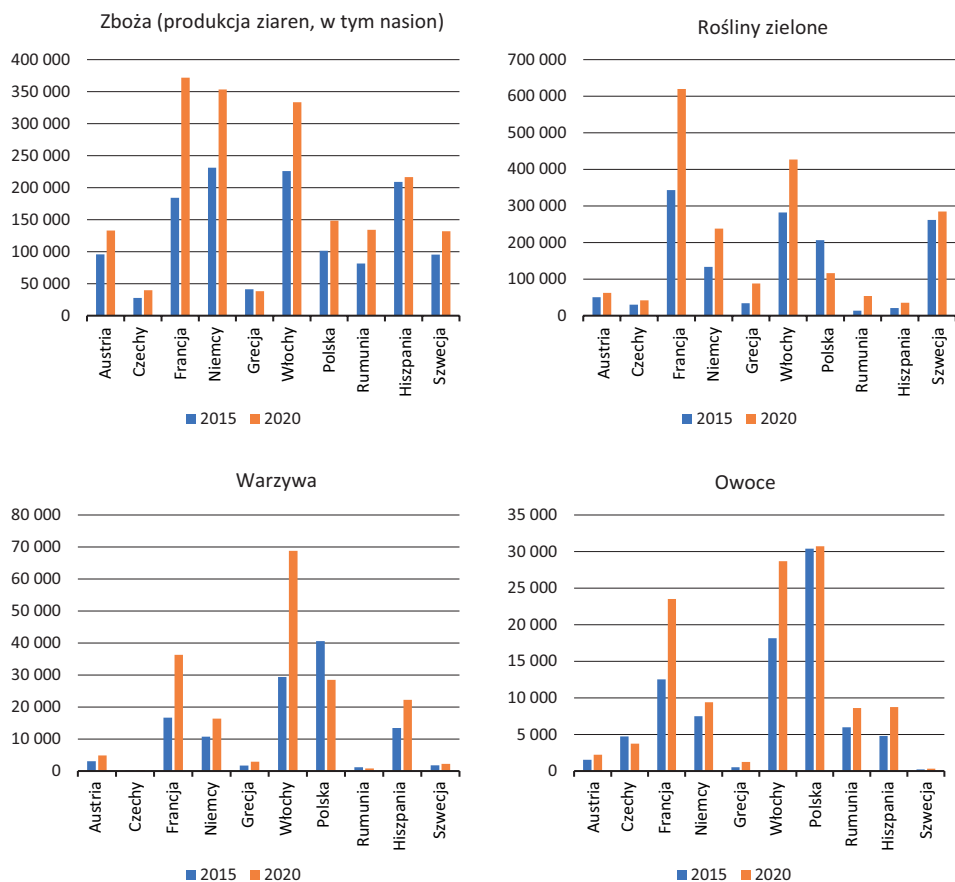 Zboża (produkcja ziaren, w tym nasion)
400 000
350 000
300 000
250 000
200 000
150 000
100 000
50 000
0
Austria
Czechy
Francja
Niemcy
Grecja
Włochy
Polska
Rumunia
Hiszpania
Szwecja
2015 2020
Rośliny zielone
700 000
600 000
500 000
400 000
300 000
200 000
100 000
0
Austria
Czechy
Francja
Niemcy
Grecja
Włochy
Polska
Rumunia
Hiszpania
Szwecja
2015 2020
Warzywa
80 000
70 000
60 000
50 000
40 000
30 000
20 000
10 000
0
Austria
Czechy
Francja
Niemcy
Grecja
Włochy
Polska
Rumunia
Hiszpania
Szwecja
2015 2020
Owoce
35 000
30 000
25 000
20 000
15 000
10 000
5 000
0
Austria
Czechy
Francja
Niemcy
Grecja
Włochy
Polska
Rumunia
Hiszpania
Szwecja
2015 2020